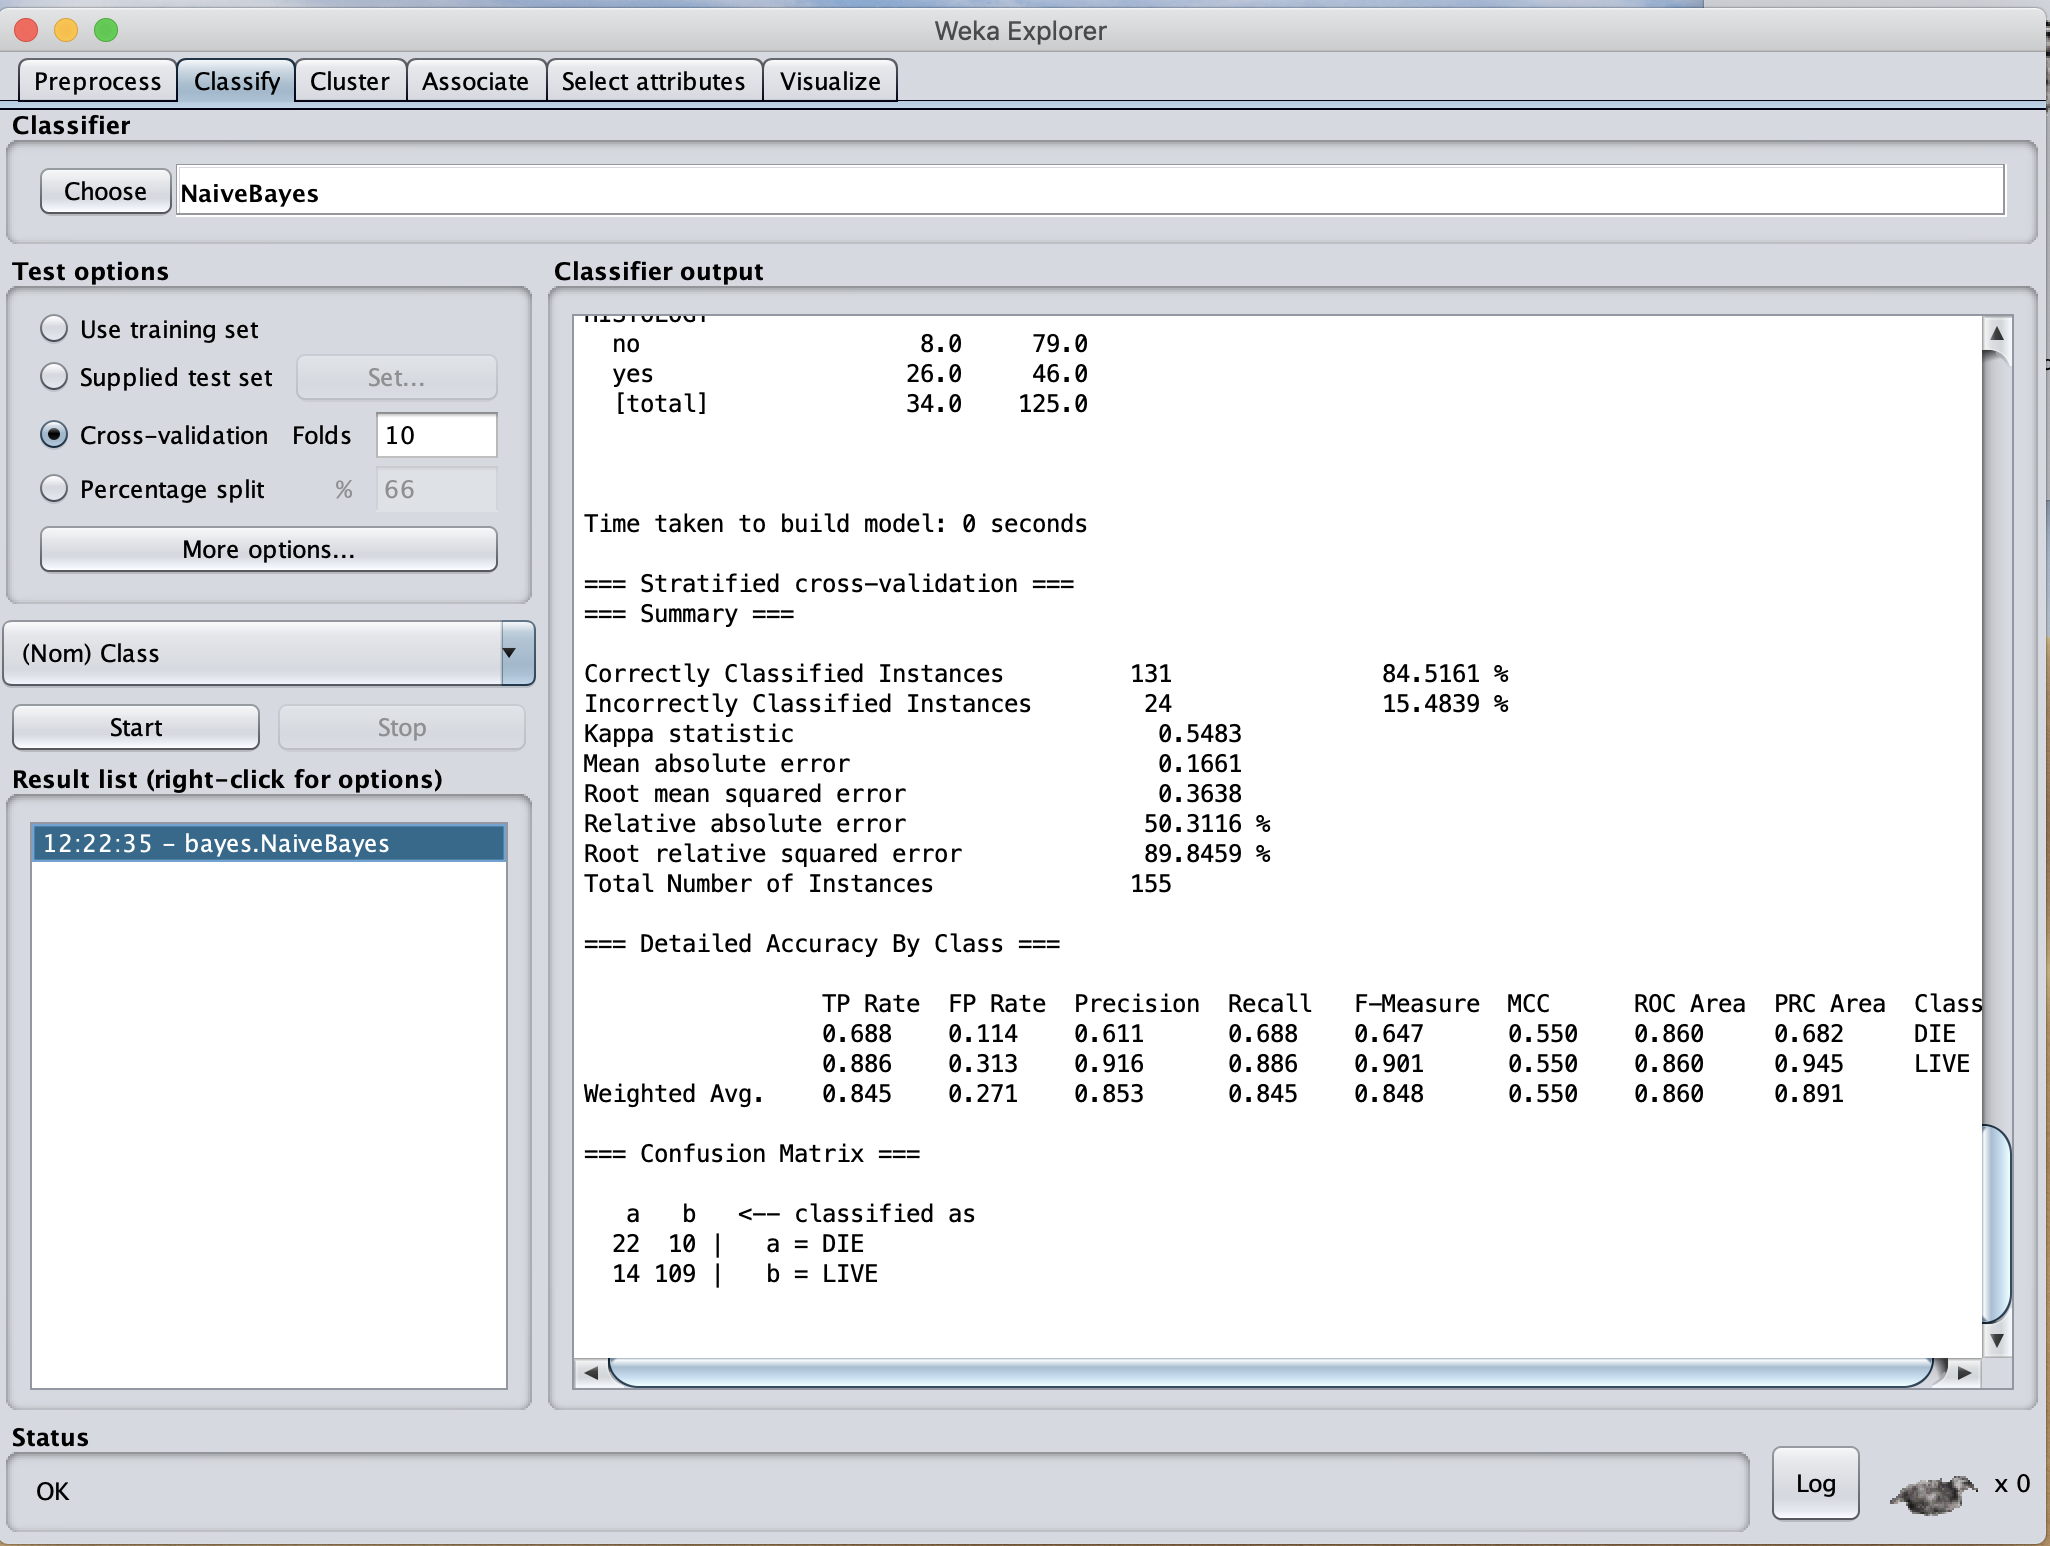 Weka Explorer
Preprocess Classify Cluster Associate Select attributes Visualize
Classifier
Choose NaiveBayes
Test options
Use training set
Supplied test set Set...
Cross-validation Folds 10
Percentage split % 66
More options...
(Nom) Class
Start Stop
Result list (right-click for options)
12:22:35 - bayes.NaiveBayes
Classifier output
HISTOLOGY
no 8.0 79.0
yes 26.0 46.0
[total] 34.0 125.0
Time taken to build model: 0 seconds
=== Stratified cross-validation ===
=== Summary ===
Correctly Classified Instances 131 84.5161 %
Incorrectly Classified Instances 24 15.4839 %
Kappa statistic 0.5483
Mean absolute error 0.1661
Root mean squared error 0.3638
Relative absolute error 50.3116 %
Root relative squared error 89.8459 %
Total Number of Instances 155
=== Detailed Accuracy By Class ===
TP Rate FP Rate Precision Recall F-Measure MCC ROC Area PRC Area Class
0.688 0.114 0.611 0.688 0.647 0.550 0.860 0.682 DIE
0.886 0.313 0.916 0.886 0.901 0.550 0.860 0.945 LIVE
Weighted Avg. 0.845 0.271 0.853 0.845 0.848 0.550 0.860 0.891
=== Confusion Matrix ===
a b <-- classified as
22 10 | a = DIE
14 109 | b = LIVE
Status
OK
Log x 0